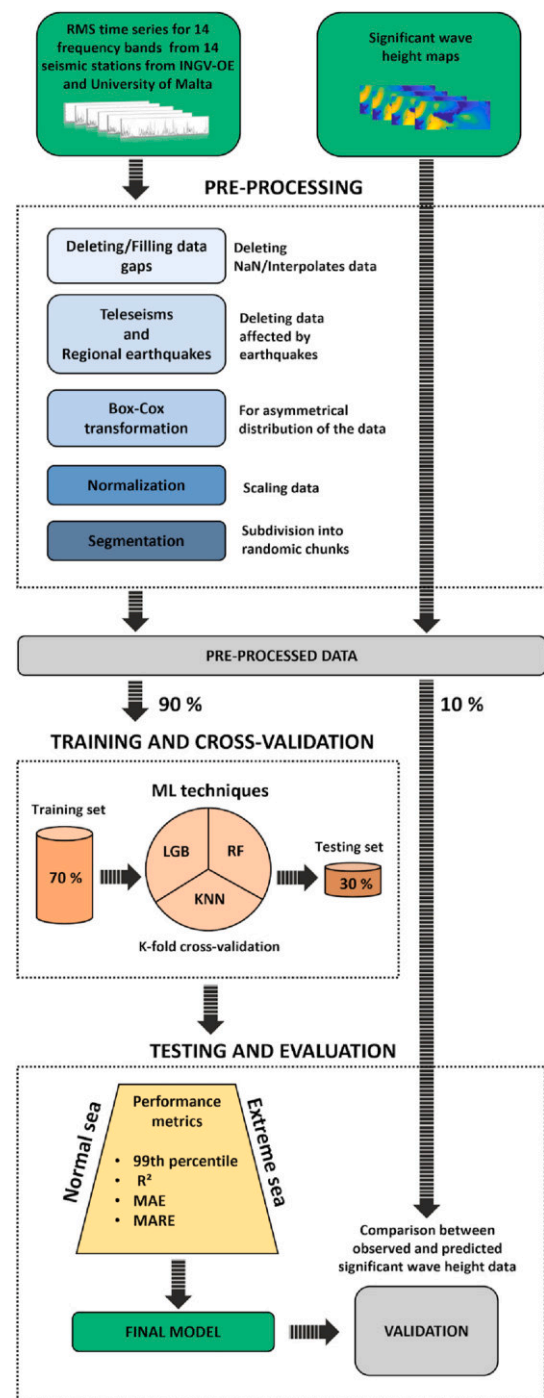 RMS time series for 14
frequency bands from 14
seismic stations from INGV-OE
and University of Malta
Significant wave
height maps
PRE-PROCESSING
Deleting/Filling data
gaps
Deleting
NaN/Interpolates data
Teleseisms
and
Regional earthquakes
Deleting data
affected by
earthquakes
Box-Cox
transformation
For asymmetrical
distribution of the data
Normalization
Scaling data
Segmentation
Subdivision into
randomic chunks
PRE-PROCESSED DATA
90 %
10 %
TRAINING AND CROSS-VALIDATION
ML techniques
Training set
70 %
LGB
RF
KNN
Testing set
30 %
K-fold cross-validation
TESTING AND EVALUATION
Normal sea
Extreme sea
Performance
metrics
• 99th percentile
• R²
• MAE
• MARE
Comparison between
observed and predicted
significant wave height data
FINAL MODEL
VALIDATION